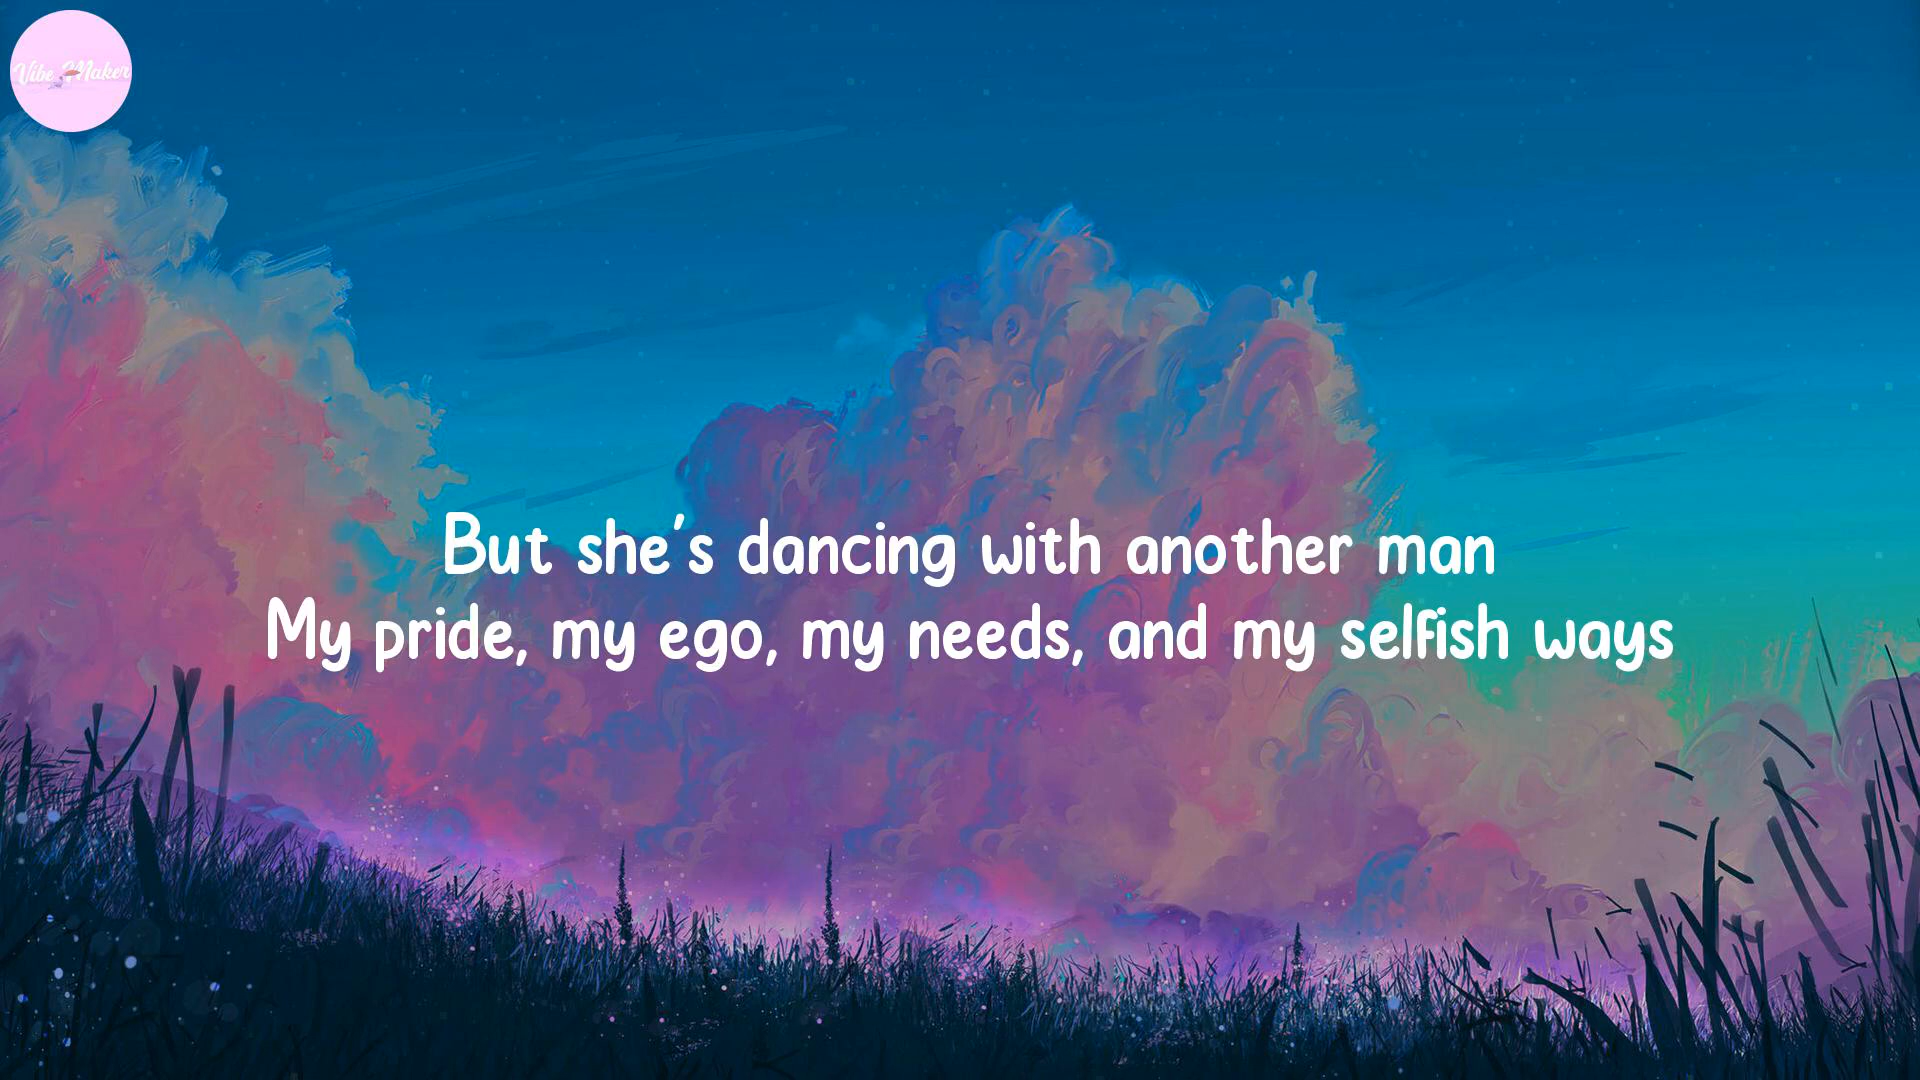 Vibe Maker
But she's dancing with another man
My pride, my ego, my needs, and my selfish ways